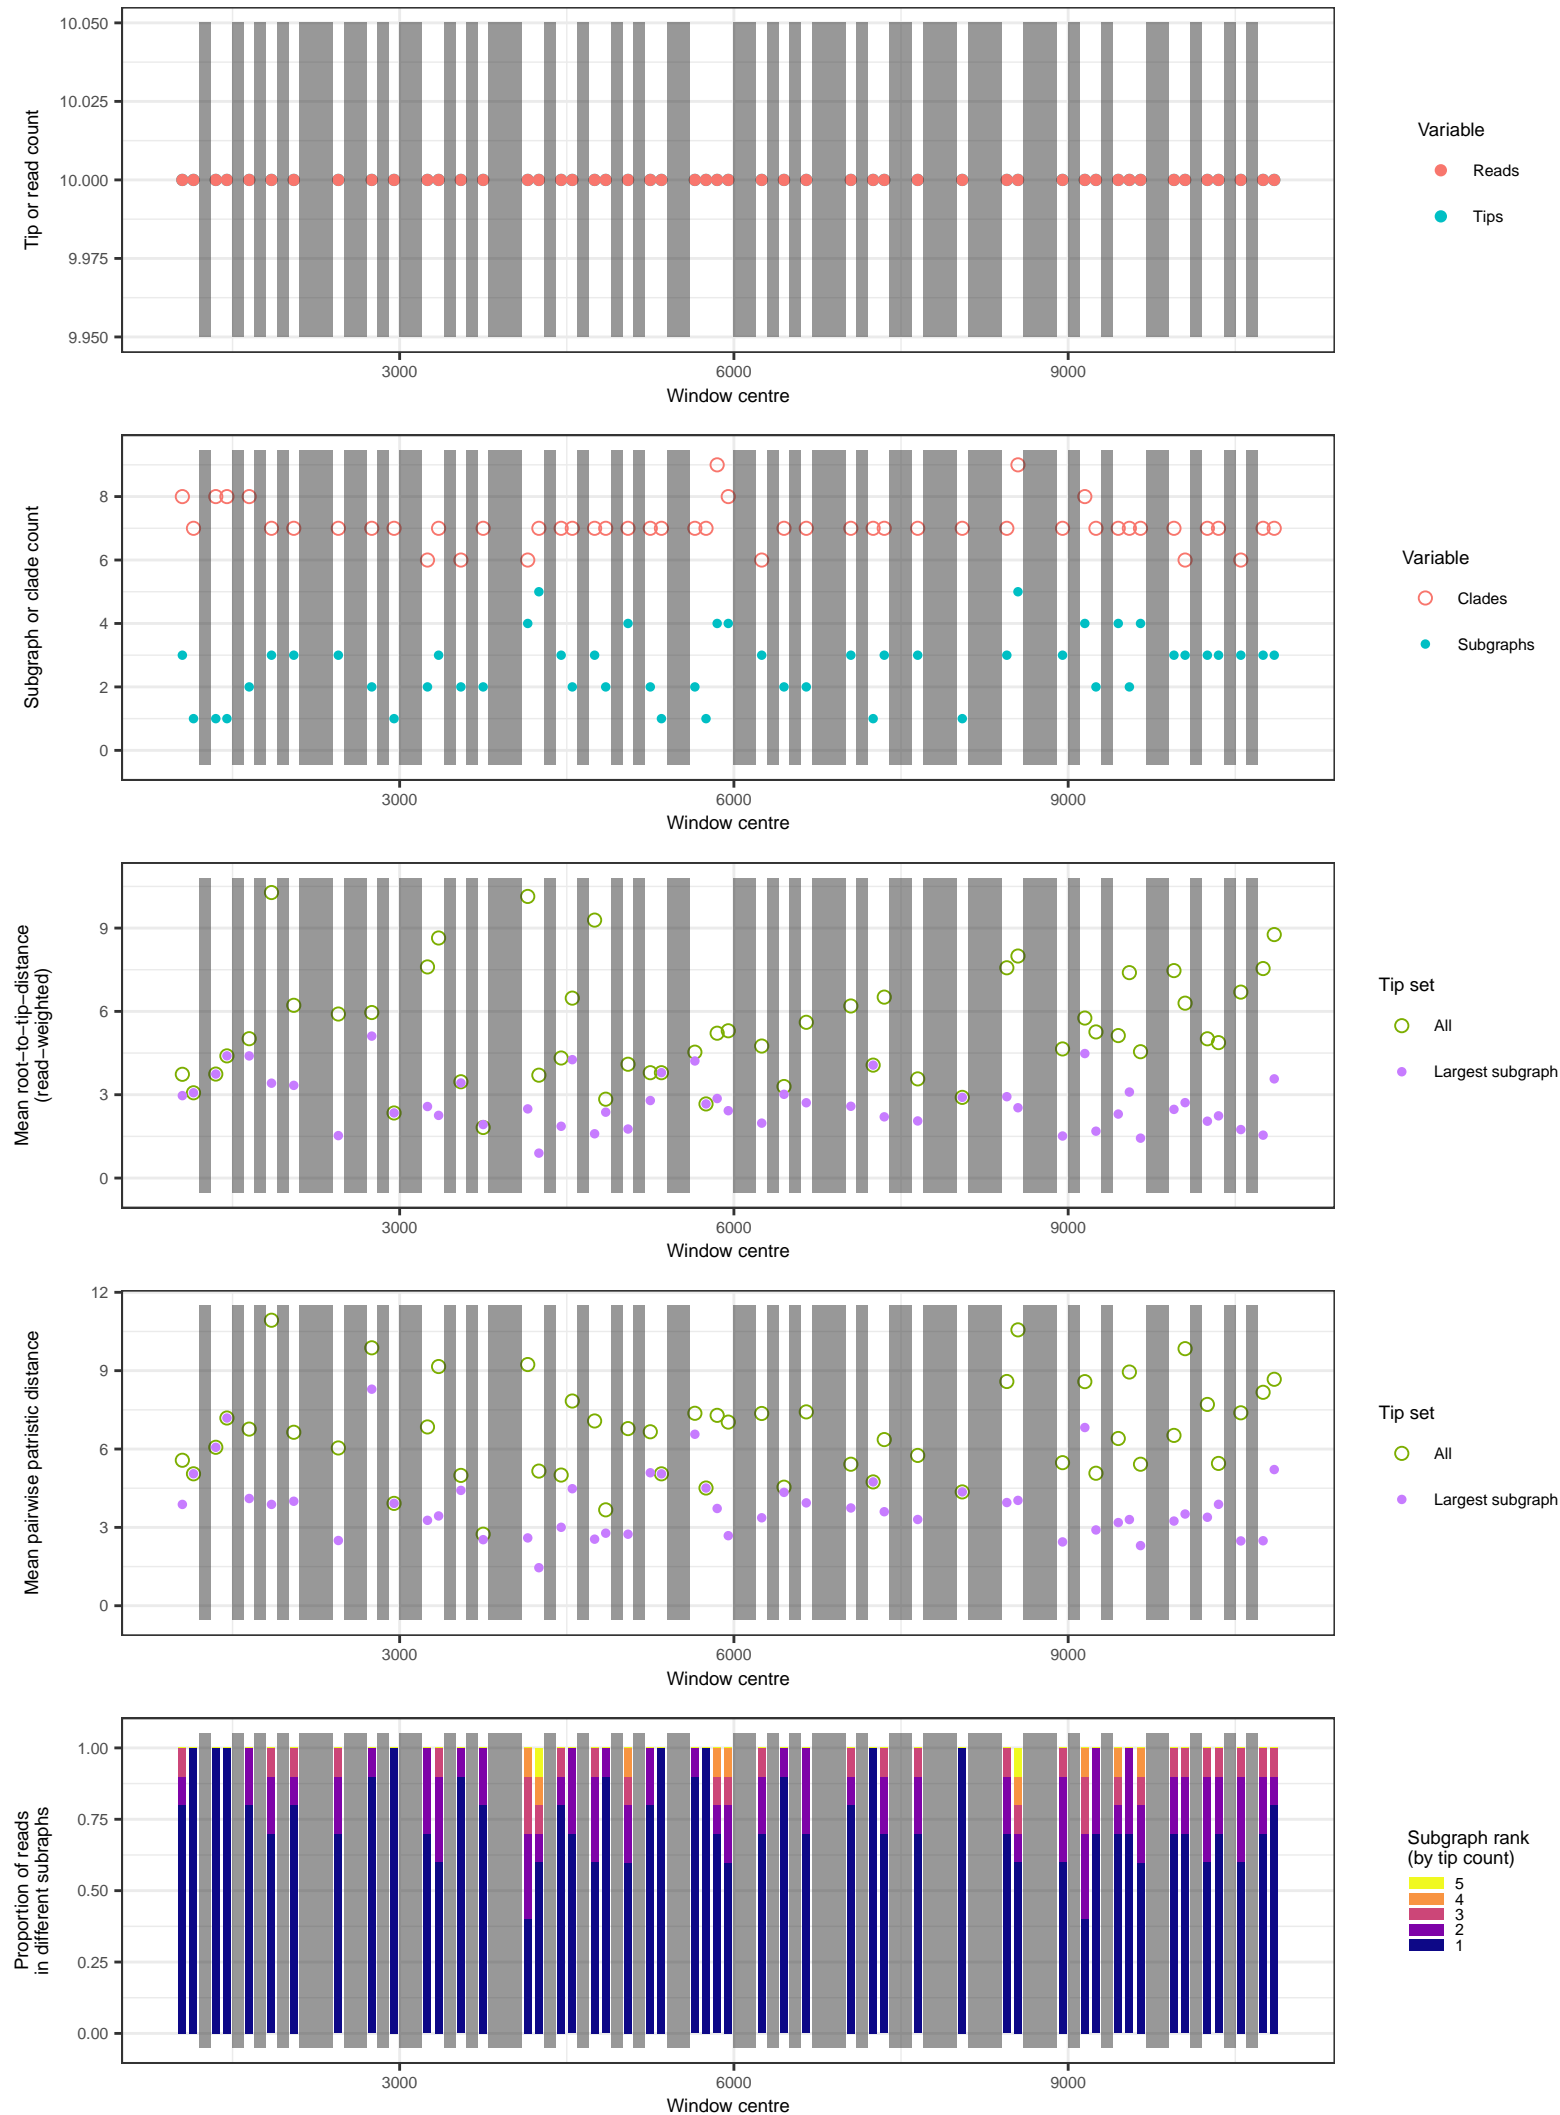 10.050
10.025
10.000
9.975
9.950
Tip or read count
3000
6000
9000
Window centre
Variable
Reads
Tips
8
6
4
2
0
Subgraph or clade count
3000
6000
9000
Window centre
Variable
Clades
Subgraphs
9
6
3
0
Mean root−to−tip−distance
(read−weighted)
3000
6000
9000
Window centre
Tip set
All
Largest subgraph
12
9
6
3
0
Mean pairwise patristic distance
3000
6000
9000
Window centre
Tip set
All
Largest subgraph
1.00
0.75
0.50
0.25
0.00
Proportion of reads
in different subraphs
3000
6000
9000
Window centre
Subgraph rank
(by tip count)
5
4
3
2
1